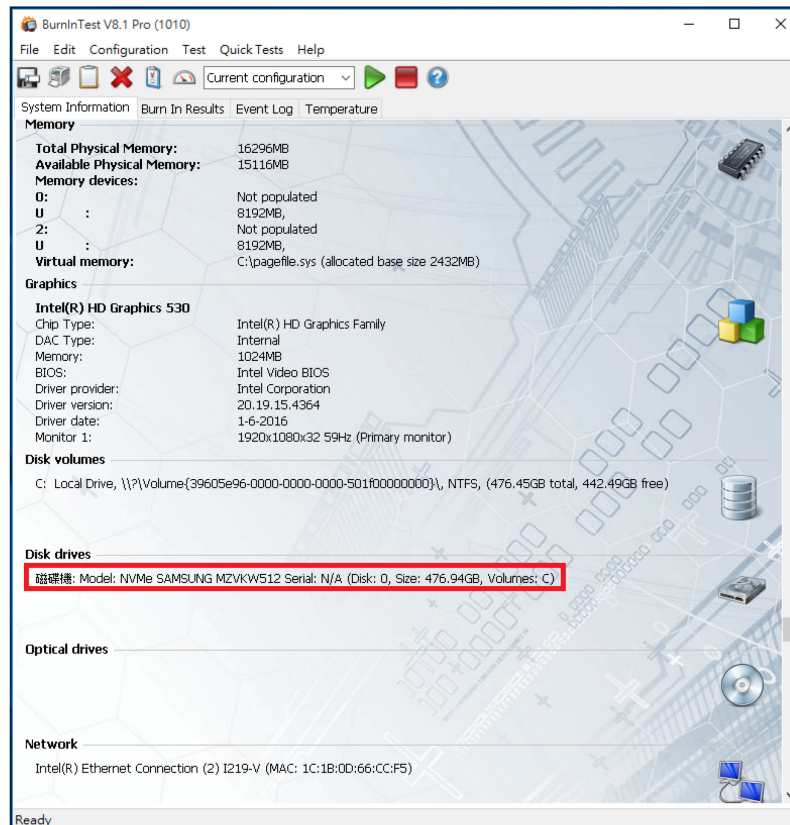 BurnInTest V8.1 Pro (1010)
File Edit Configuration Test Quick Tests Help
Current configuration
System Information Burn In Results Event Log Temperature
Memory
Total Physical Memory: 16296MB
Available Physical Memory: 15116MB
Memory devices:
0: Not populated
U : 8192MB,
2: Not populated
U : 8192MB,
Virtual memory: C:\pagefile.sys (allocated base size 2432MB)
Graphics
Intel(R) HD Graphics 530
Chip Type: Intel(R) HD Graphics Family
DAC Type: Internal
Memory: 1024MB
BIOS: Intel Video BIOS
Driver provider: Intel Corporation
Driver version: 20.19.15.4364
Driver date: 1-6-2016
Monitor 1: 1920x1080x32 59Hz (Primary monitor)
Disk volumes
C: Local Drive, \\?\Volume{39605e96-0000-0000-0000-501f00000000}\, NTFS, (476.45GB total, 442.49GB free)
Disk drives
磁碟機: Model: NVMe SAMSUNG MZVKW512 Serial: N/A (Disk: 0, Size: 476.94GB, Volumes: C)
Optical drives
Network
Intel(R) Ethernet Connection (2) I219-V (MAC: 1C:1B:0D:66:CC:F5)
Ready